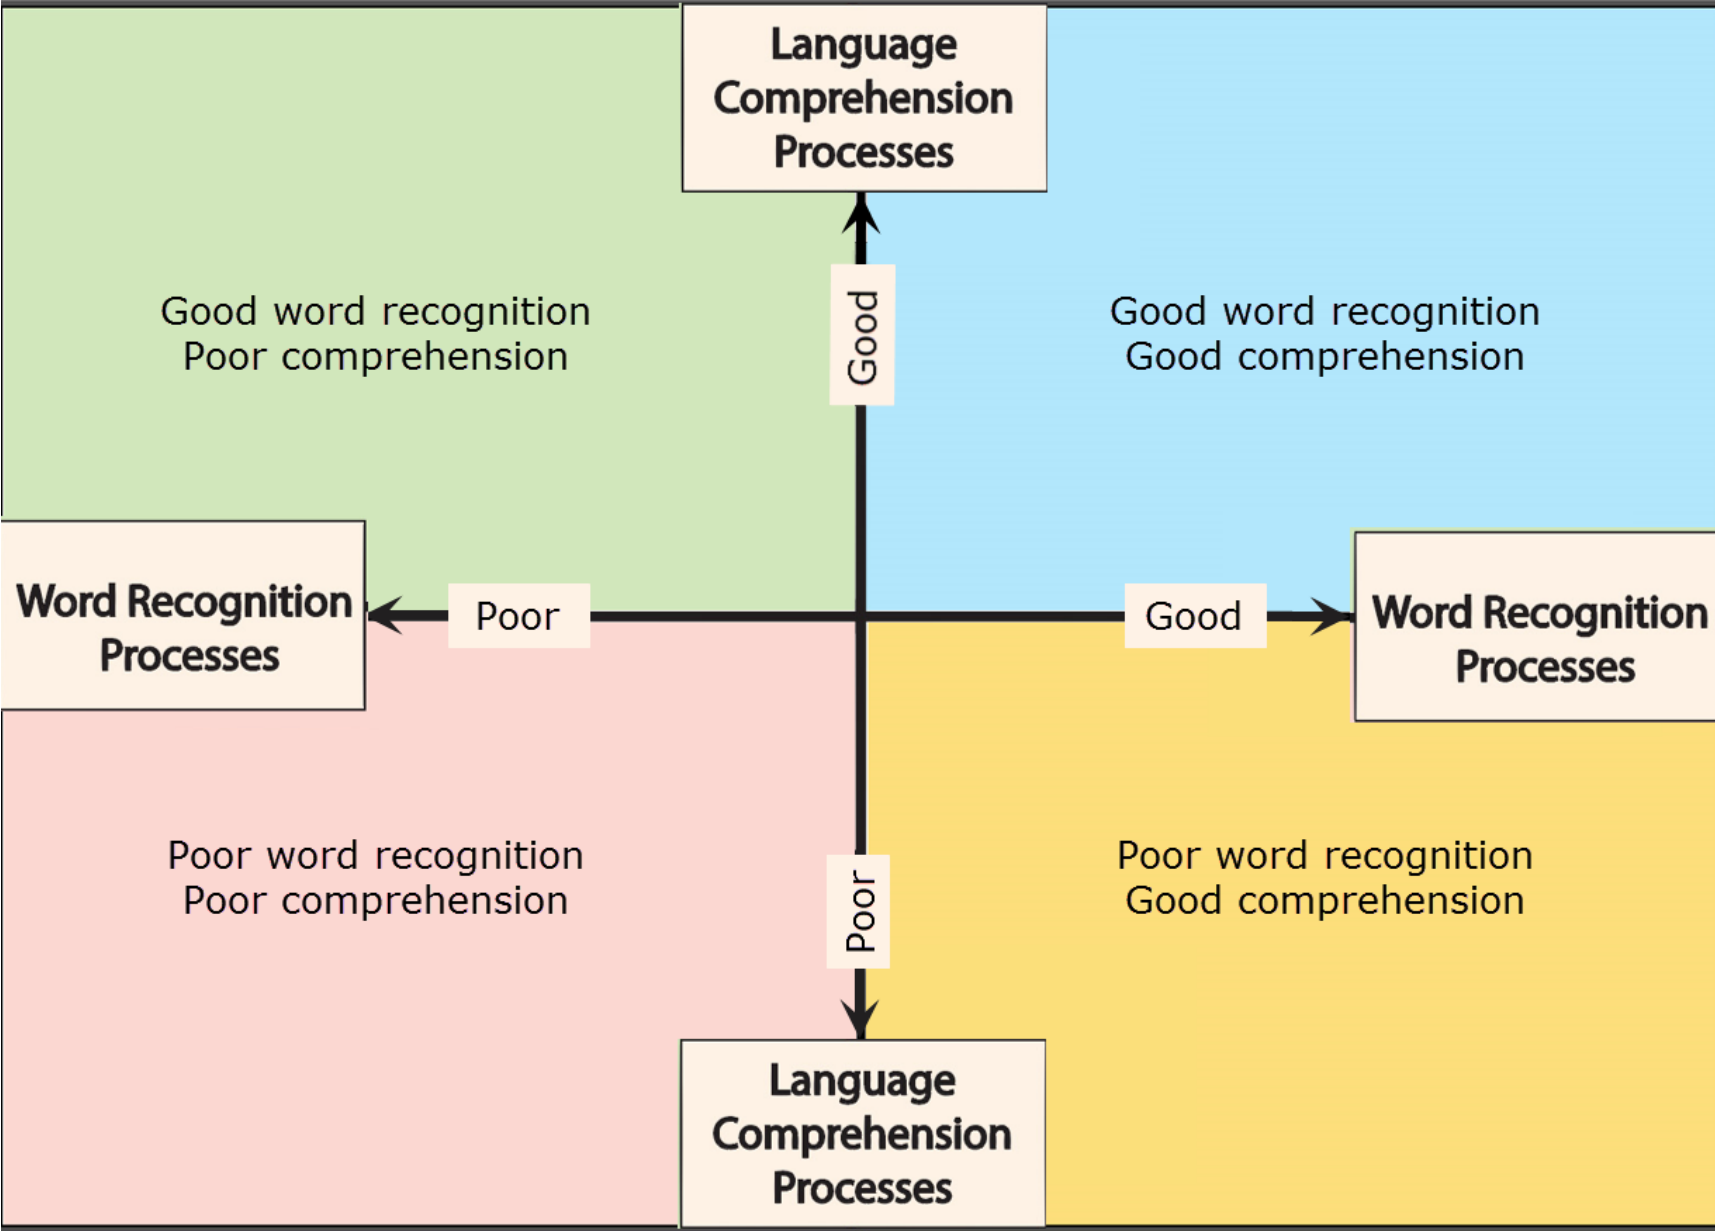 Language
Comprehension
Processes
Good
Good word recognition
Poor comprehension
Good word recognition
Good comprehension
Word Recognition
Processes
Poor
Good
Word Recognition
Processes
Poor word recognition
Poor comprehension
Poor
Poor word recognition
Good comprehension
Language
Comprehension
Processes